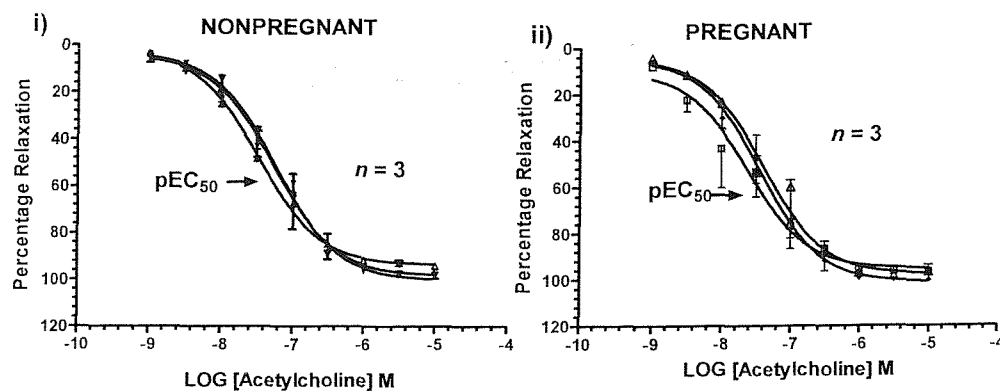 i) NONPREGNANT
Percentage Relaxation
0
20
40
60
80
100
120
n = 3
pEC50
-10 -9 -8 -7 -6 -5 -4
LOG [Acetylcholine] M
ii) PREGNANT
Percentage Relaxation
0
20
40
60
80
100
120
n = 3
pEC50
-10 -9 -8 -7 -6 -5 -4
LOG [Acetylcholine] M